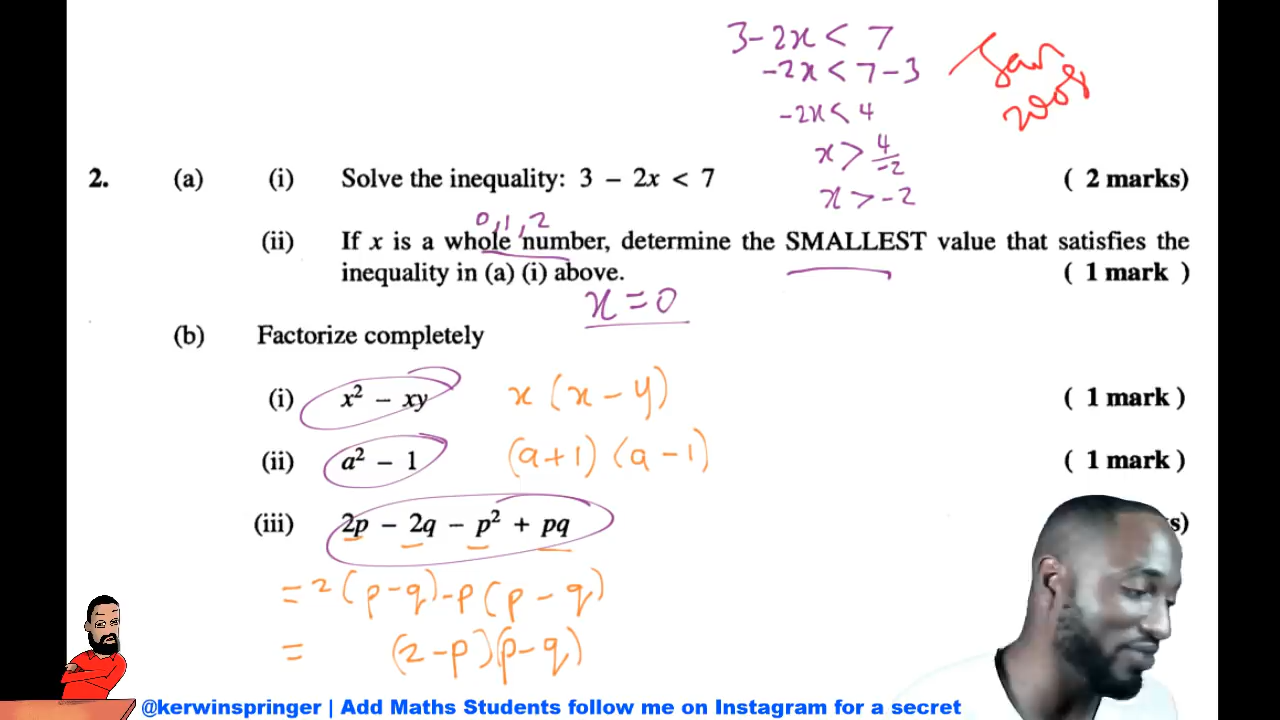 3 - 2x < 7
-2x < 7 - 3
-2x < 4
x > 4/-2
x > -2
Jan
2008
2. (a) (i) Solve the inequality: 3 − 2x < 7 ( 2 marks)
0, 1, 2
(ii) If x is a whole number, determine the SMALLEST value that satisfies the
inequality in (a) (i) above. ( 1 mark )
x = 0
(b) Factorize completely
(i) x² − xy x(x - y) ( 1 mark )
(ii) a² − 1 (a+1)(a-1) ( 1 mark )
(iii) 2p − 2q − p² + pq s)
= 2(p-q)-p(p-q)
= (2-p)(p-q)
@kerwinspringer | Add Maths Students follow me on Instagram for a secret